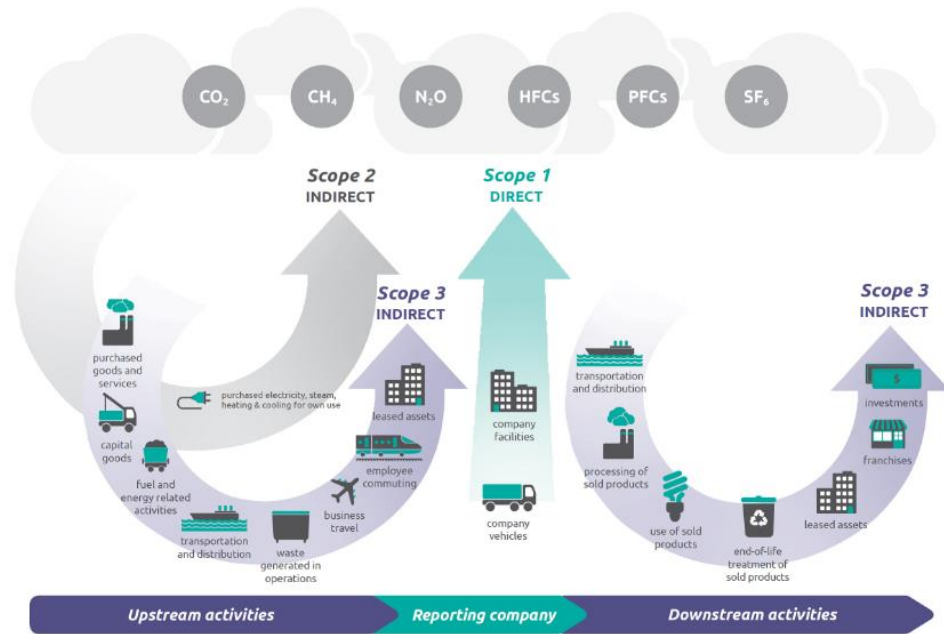 CO₂
CH₄
N₂O
HFCs
PFCs
SF₆
Scope 2
INDIRECT
Scope 1
DIRECT
Scope 3
INDIRECT
Scope 3
INDIRECT
purchased
goods and
services
capital
goods
fuel and
energy related
activities
transportation
and distribution
waste
generated in
operations
business
travel
employee
commuting
leased assets
purchased electricity, steam,
heating & cooling for own use
company
facilities
company
vehicles
transportation
and distribution
processing of
sold products
use of sold
products
end-of-life
treatment of
sold products
leased assets
franchises
$
investments
Upstream activities
Reporting company
Downstream activities